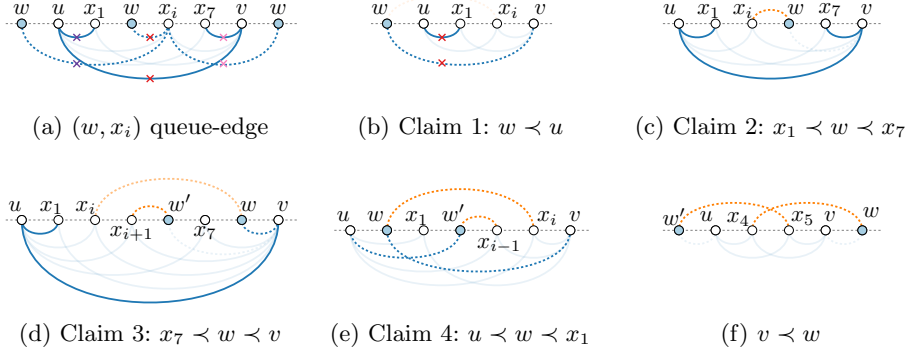 w u x₁ w xᵢ x₇ v w
w u x₁ xᵢ v
u x₁ xᵢ w x₇ v
(a) (w, xᵢ) queue-edge
(b) Claim 1: w ≺ u
(c) Claim 2: x₁ ≺ w ≺ x₇
u x₁ xᵢ w′ w v
xᵢ₊₁ x₇
u w x₁ w′ xᵢ v
xᵢ₋₁
w′ u x₄ x₅ v w
(d) Claim 3: x₇ ≺ w ≺ v
(e) Claim 4: u ≺ w ≺ x₁
(f) v ≺ w